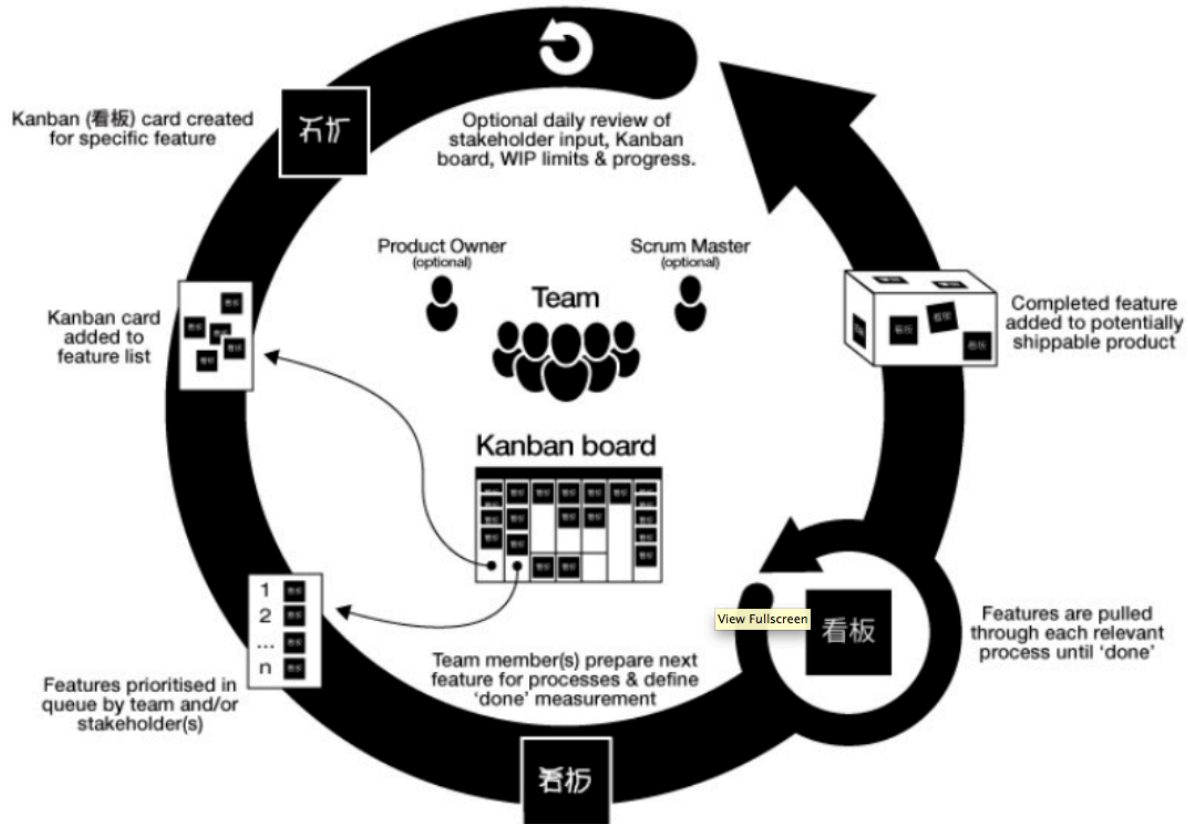 Kanban (看板) card created
for specific feature
Optional daily review of
stakeholder input, Kanban
board, WIP limits & progress.
Product Owner
(optional)
Scrum Master
(optional)
Team
Kanban card
added to
feature list
Completed feature
added to potentially
shippable product
Kanban board
1
2
...
n
View Fullscreen
看板
Features are pulled
through each relevant
process until ‘done’
Team member(s) prepare next
feature for processes & define
‘done’ measurement
Features prioritised in
queue by team and/or
stakeholder(s)